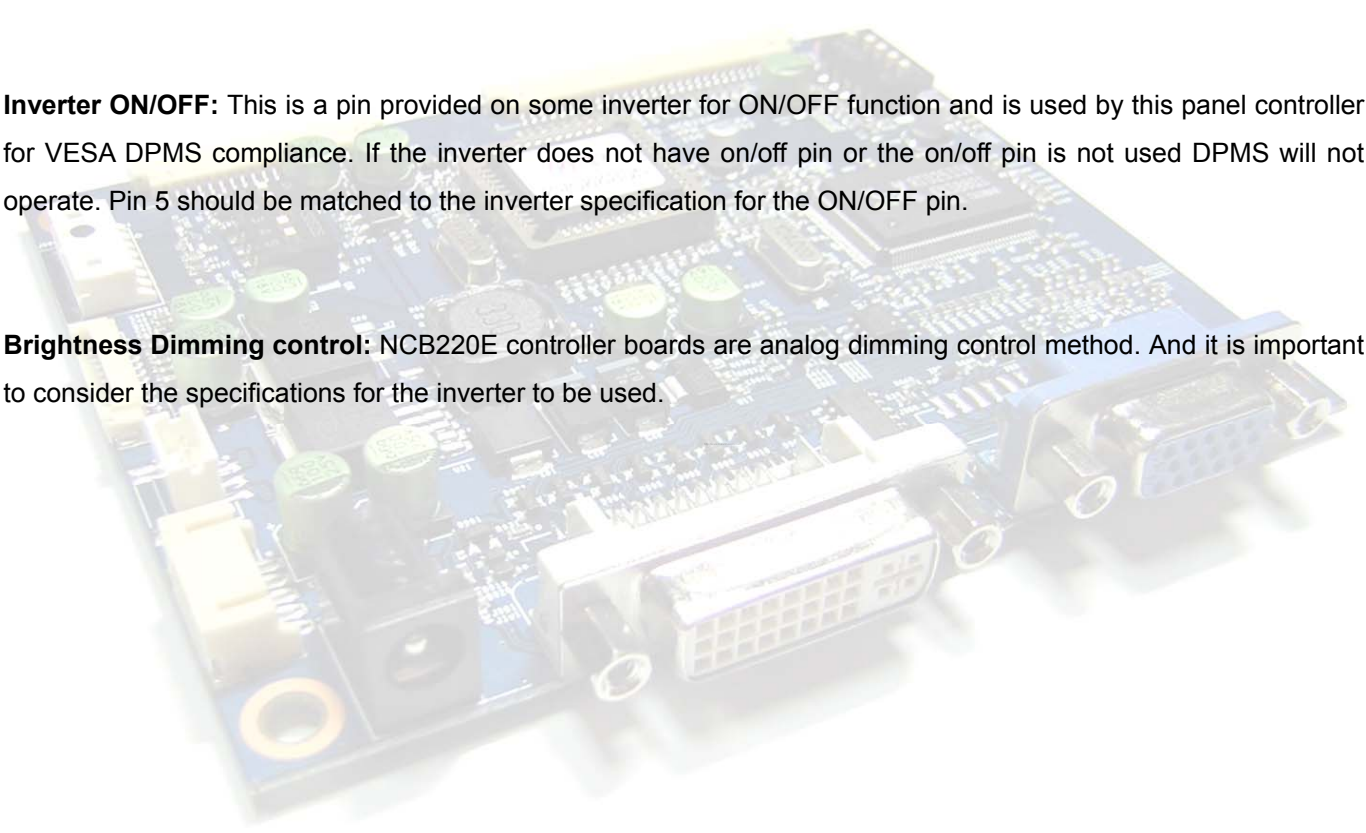 Inverter ON/OFF: This is a pin provided on some inverter for ON/OFF function and is used by this panel controller
for VESA DPMS compliance. If the inverter does not have on/off pin or the on/off pin is not used DPMS will not
operate. Pin 5 should be matched to the inverter specification for the ON/OFF pin.
Brightness Dimming control: NCB220E controller boards are analog dimming control method. And it is important
to consider the specifications for the inverter to be used.